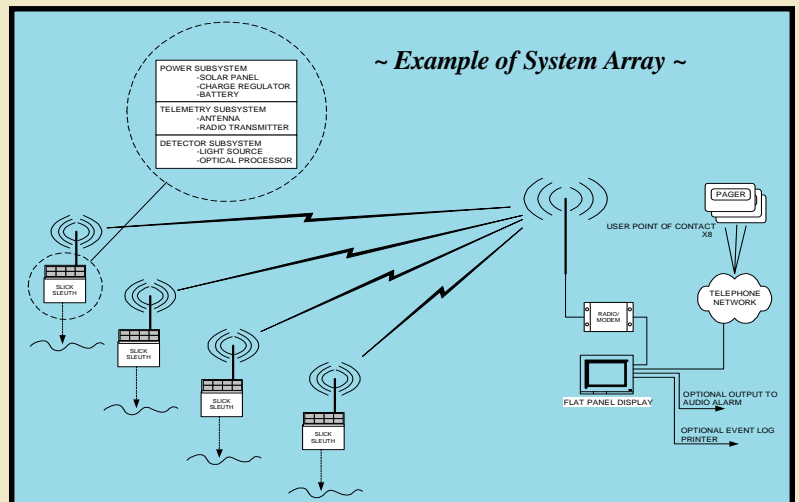 ~ Example of System Array ~
POWER SUBSYSTEM
-SOLAR PANEL
-CHARGE REGULATOR
-BATTERY
TELEMETRY SUBSYSTEM
-ANTENNA
-RADIO TRANSMITTER
DETECTOR SUBSYSTEM
-LIGHT SOURCE
-OPTICAL PROCESSOR
PAGER
USER POINT OF CONTACT
X8
TELEPHONE
NETWORK
RADIO/
MODEM
FLAT PANEL DISPLAY
OPTIONAL OUTPUT TO
AUDIO ALARM
OPTIONAL EVENT LOG
PRINTER
SLICK
SLEUTH
SLICK
SLEUTH
SLICK
SLEUTH
SLICK
SLEUTH